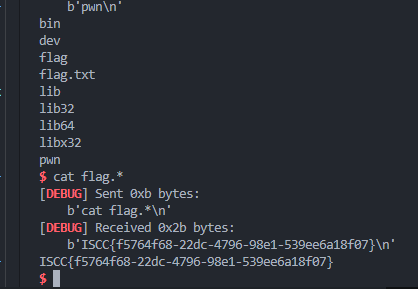 b'pwn\n'
bin
dev
flag
flag.txt
lib
lib32
lib64
libx32
pwn
$ cat flag.*
[DEBUG] Sent 0xb bytes:
b'cat flag.*\n'
[DEBUG] Received 0x2b bytes:
b'ISCC{f5764f68-22dc-4796-98e1-539ee6a18f07}\n'
ISCC{f5764f68-22dc-4796-98e1-539ee6a18f07}
$